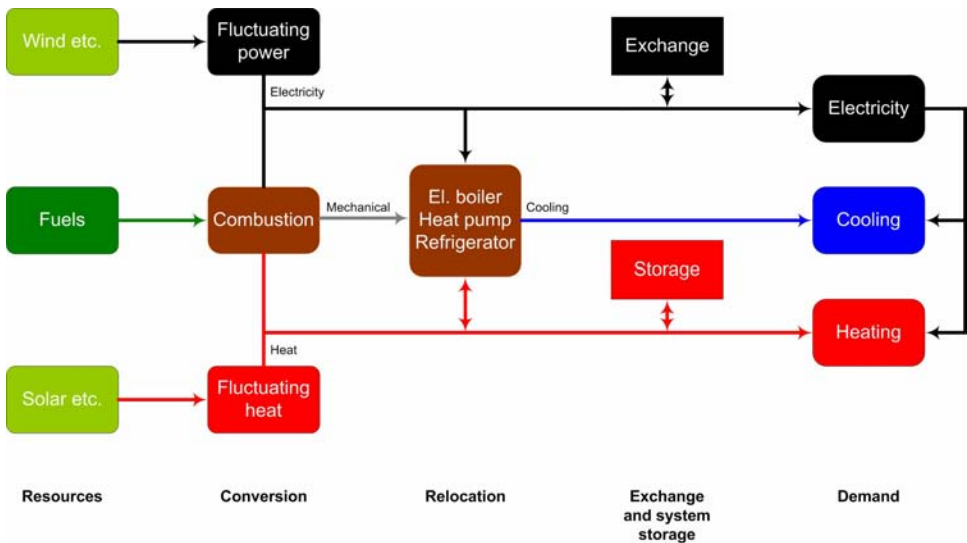 Wind etc.
Fluctuating
power
Exchange
Electricity
Electricity
Fuels
Combustion
Mechanical
El. boiler
Heat pump
Refrigerator
Cooling
Cooling
Storage
Heating
Heat
Solar etc.
Fluctuating
heat
Resources
Conversion
Relocation
Exchange
and system
storage
Demand